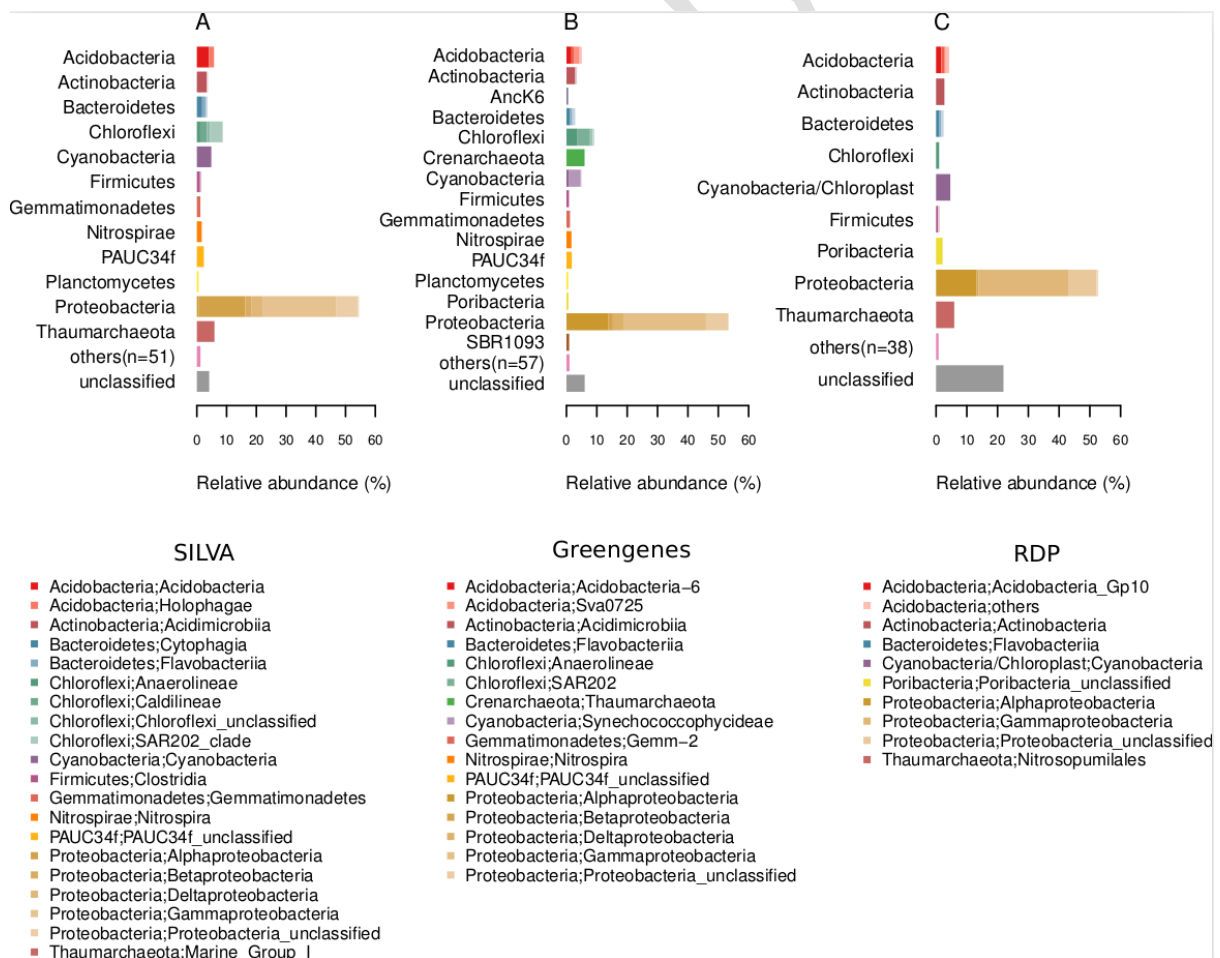 A
Acidobacteria
Actinobacteria
Bacteroidetes
Chloroflexi
Cyanobacteria
Firmicutes
Gemmatimonadetes
Nitrospirae
PAUC34f
Planctomycetes
Proteobacteria
Thaumarchaeota
others(n=51)
unclassified
0 10 20 30 40 50 60
Relative abundance (%)
B
Acidobacteria
Actinobacteria
AncK6
Bacteroidetes
Chloroflexi
Crenarchaeota
Cyanobacteria
Firmicutes
Gemmatimonadetes
Nitrospirae
PAUC34f
Planctomycetes
Poribacteria
Proteobacteria
SBR1093
others(n=57)
unclassified
0 10 20 30 40 50 60
Relative abundance (%)
C
Acidobacteria
Actinobacteria
Bacteroidetes
Chloroflexi
Cyanobacteria/Chloroplast
Firmicutes
Poribacteria
Proteobacteria
Thaumarchaeota
others(n=38)
unclassified
0 10 20 30 40 50 60
Relative abundance (%)
SILVA
Acidobacteria;Acidobacteria
Acidobacteria;Holophagae
Actinobacteria;Acidimicrobiia
Bacteroidetes;Cytophagia
Bacteroidetes;Flavobacteriia
Chloroflexi;Anaerolineae
Chloroflexi;Caldilineae
Chloroflexi;Chloroflexi_unclassified
Chloroflexi;SAR202_clade
Cyanobacteria;Cyanobacteria
Firmicutes;Clostridia
Gemmatimonadetes;Gemmatimonadetes
Nitrospirae;Nitrospira
PAUC34f;PAUC34f_unclassified
Proteobacteria;Alphaproteobacteria
Proteobacteria;Betaproteobacteria
Proteobacteria;Deltaproteobacteria
Proteobacteria;Gammaproteobacteria
Proteobacteria;Proteobacteria_unclassified
Thaumarchaeota;Marine_Group_I
Greengenes
Acidobacteria;Acidobacteria−6
Acidobacteria;Sva0725
Actinobacteria;Acidimicrobiia
Bacteroidetes;Flavobacteriia
Chloroflexi;Anaerolineae
Chloroflexi;SAR202
Crenarchaeota;Thaumarchaeota
Cyanobacteria;Synechococcophycideae
Gemmatimonadetes;Gemm−2
Nitrospirae;Nitrospira
PAUC34f;PAUC34f_unclassified
Proteobacteria;Alphaproteobacteria
Proteobacteria;Betaproteobacteria
Proteobacteria;Deltaproteobacteria
Proteobacteria;Gammaproteobacteria
Proteobacteria;Proteobacteria_unclassified
RDP
Acidobacteria;Acidobacteria_Gp10
Acidobacteria;others
Actinobacteria;Actinobacteria
Bacteroidetes;Flavobacteriia
Cyanobacteria/Chloroplast;Cyanobacteria
Poribacteria;Poribacteria_unclassified
Proteobacteria;Alphaproteobacteria
Proteobacteria;Gammaproteobacteria
Proteobacteria;Proteobacteria_unclassified
Thaumarchaeota;Nitrosopumilales